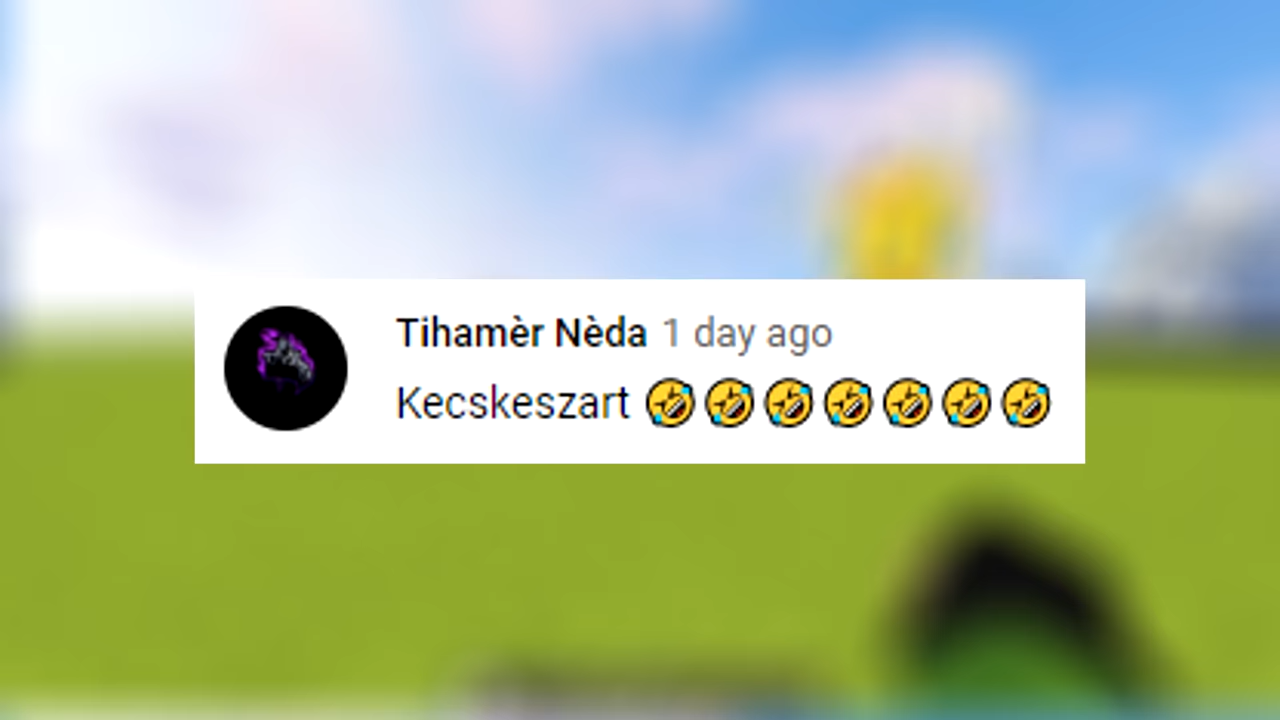 Tihamèr Nèda 1 day ago
Kecskeszart 🤣🤣🤣🤣🤣🤣🤣